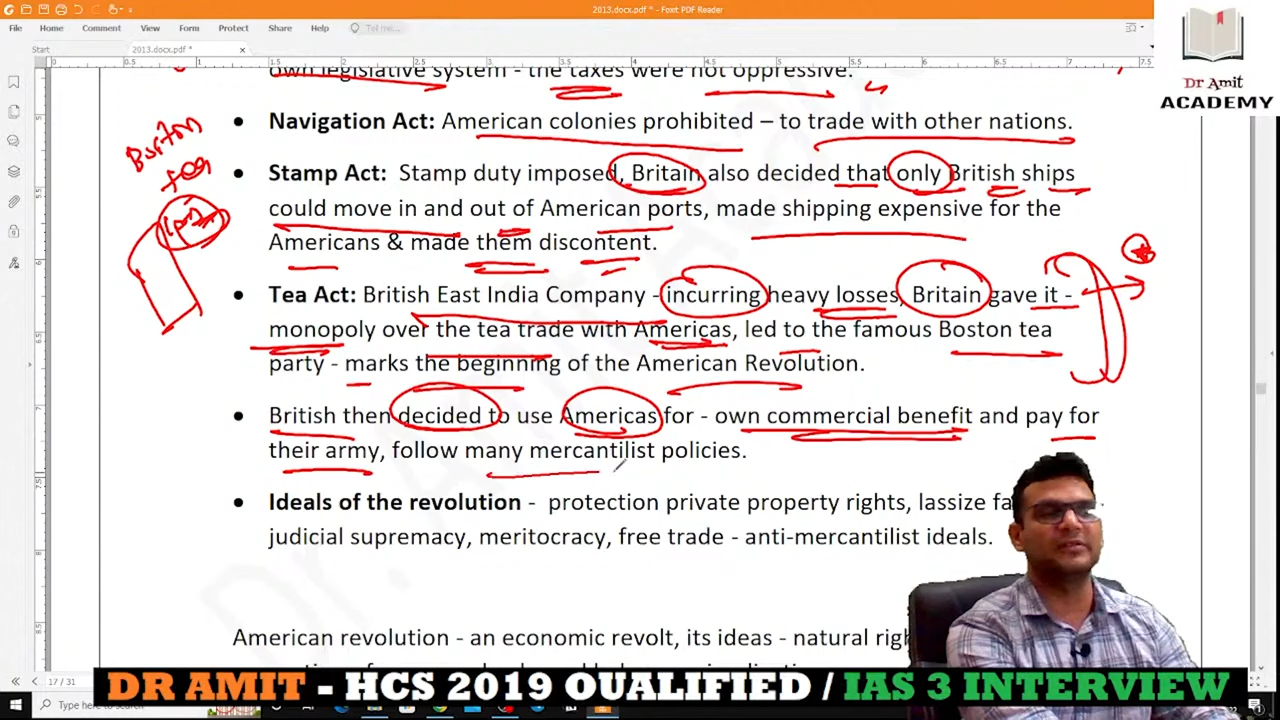 2013.docx.pdf * - Foxit PDF Reader
File Home Comment View Form Protect Share Help Tell me...
Start 2013.docx.pdf *
own legislative system - the taxes were not oppressive.
• Navigation Act: American colonies prohibited – to trade with other nations.
• Stamp Act: Stamp duty imposed, Britain also decided that only British ships
could move in and out of American ports, made shipping expensive for the
Americans & made them discontent.
• Tea Act: British East India Company - incurring heavy losses, Britain gave it -
monopoly over the tea trade with Americas, led to the famous Boston tea
party - marks the beginning of the American Revolution.
• British then decided to use Americas for - own commercial benefit and pay for
their army, follow many mercantilist policies.
• Ideals of the revolution - protection private property rights, lassize
judicial supremacy, meritocracy, free trade - anti-mercantilist ideals.
American revolution - an economic revolt, its ideas - natural
Boston
Tea
Dr Amit
ACADEMY
17 / 31
DR AMIT - HCS 2019 QUALIFIED / IAS 3 INTERVIEW
Type here to search